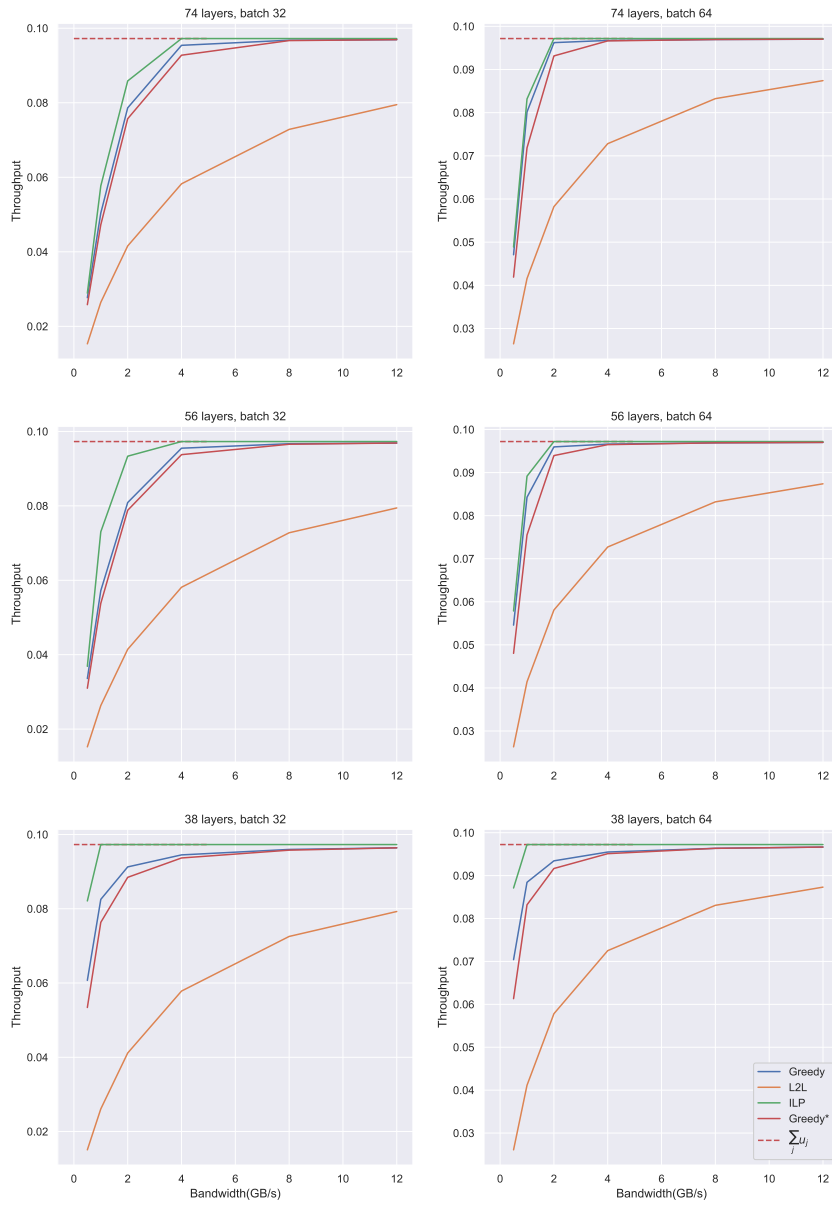 74 layers, batch 32
0.10
0.08
0.06
0.04
0.02
Throughput
0 2 4 6 8 10 12
74 layers, batch 64
0.10
0.09
0.08
0.07
0.06
0.05
0.04
0.03
Throughput
0 2 4 6 8 10 12
56 layers, batch 32
0.10
0.08
0.06
0.04
0.02
Throughput
0 2 4 6 8 10 12
56 layers, batch 64
0.10
0.09
0.08
0.07
0.06
0.05
0.04
0.03
Throughput
0 2 4 6 8 10 12
38 layers, batch 32
0.10
0.08
0.06
0.04
0.02
Throughput
0 2 4 6 8 10 12
Bandwidth(GB/s)
38 layers, batch 64
0.10
0.09
0.08
0.07
0.06
0.05
0.04
0.03
Throughput
Greedy
L2L
ILP
Greedy*
∑_j u_j
0 2 4 6 8 10 12
Bandwidth(GB/s)